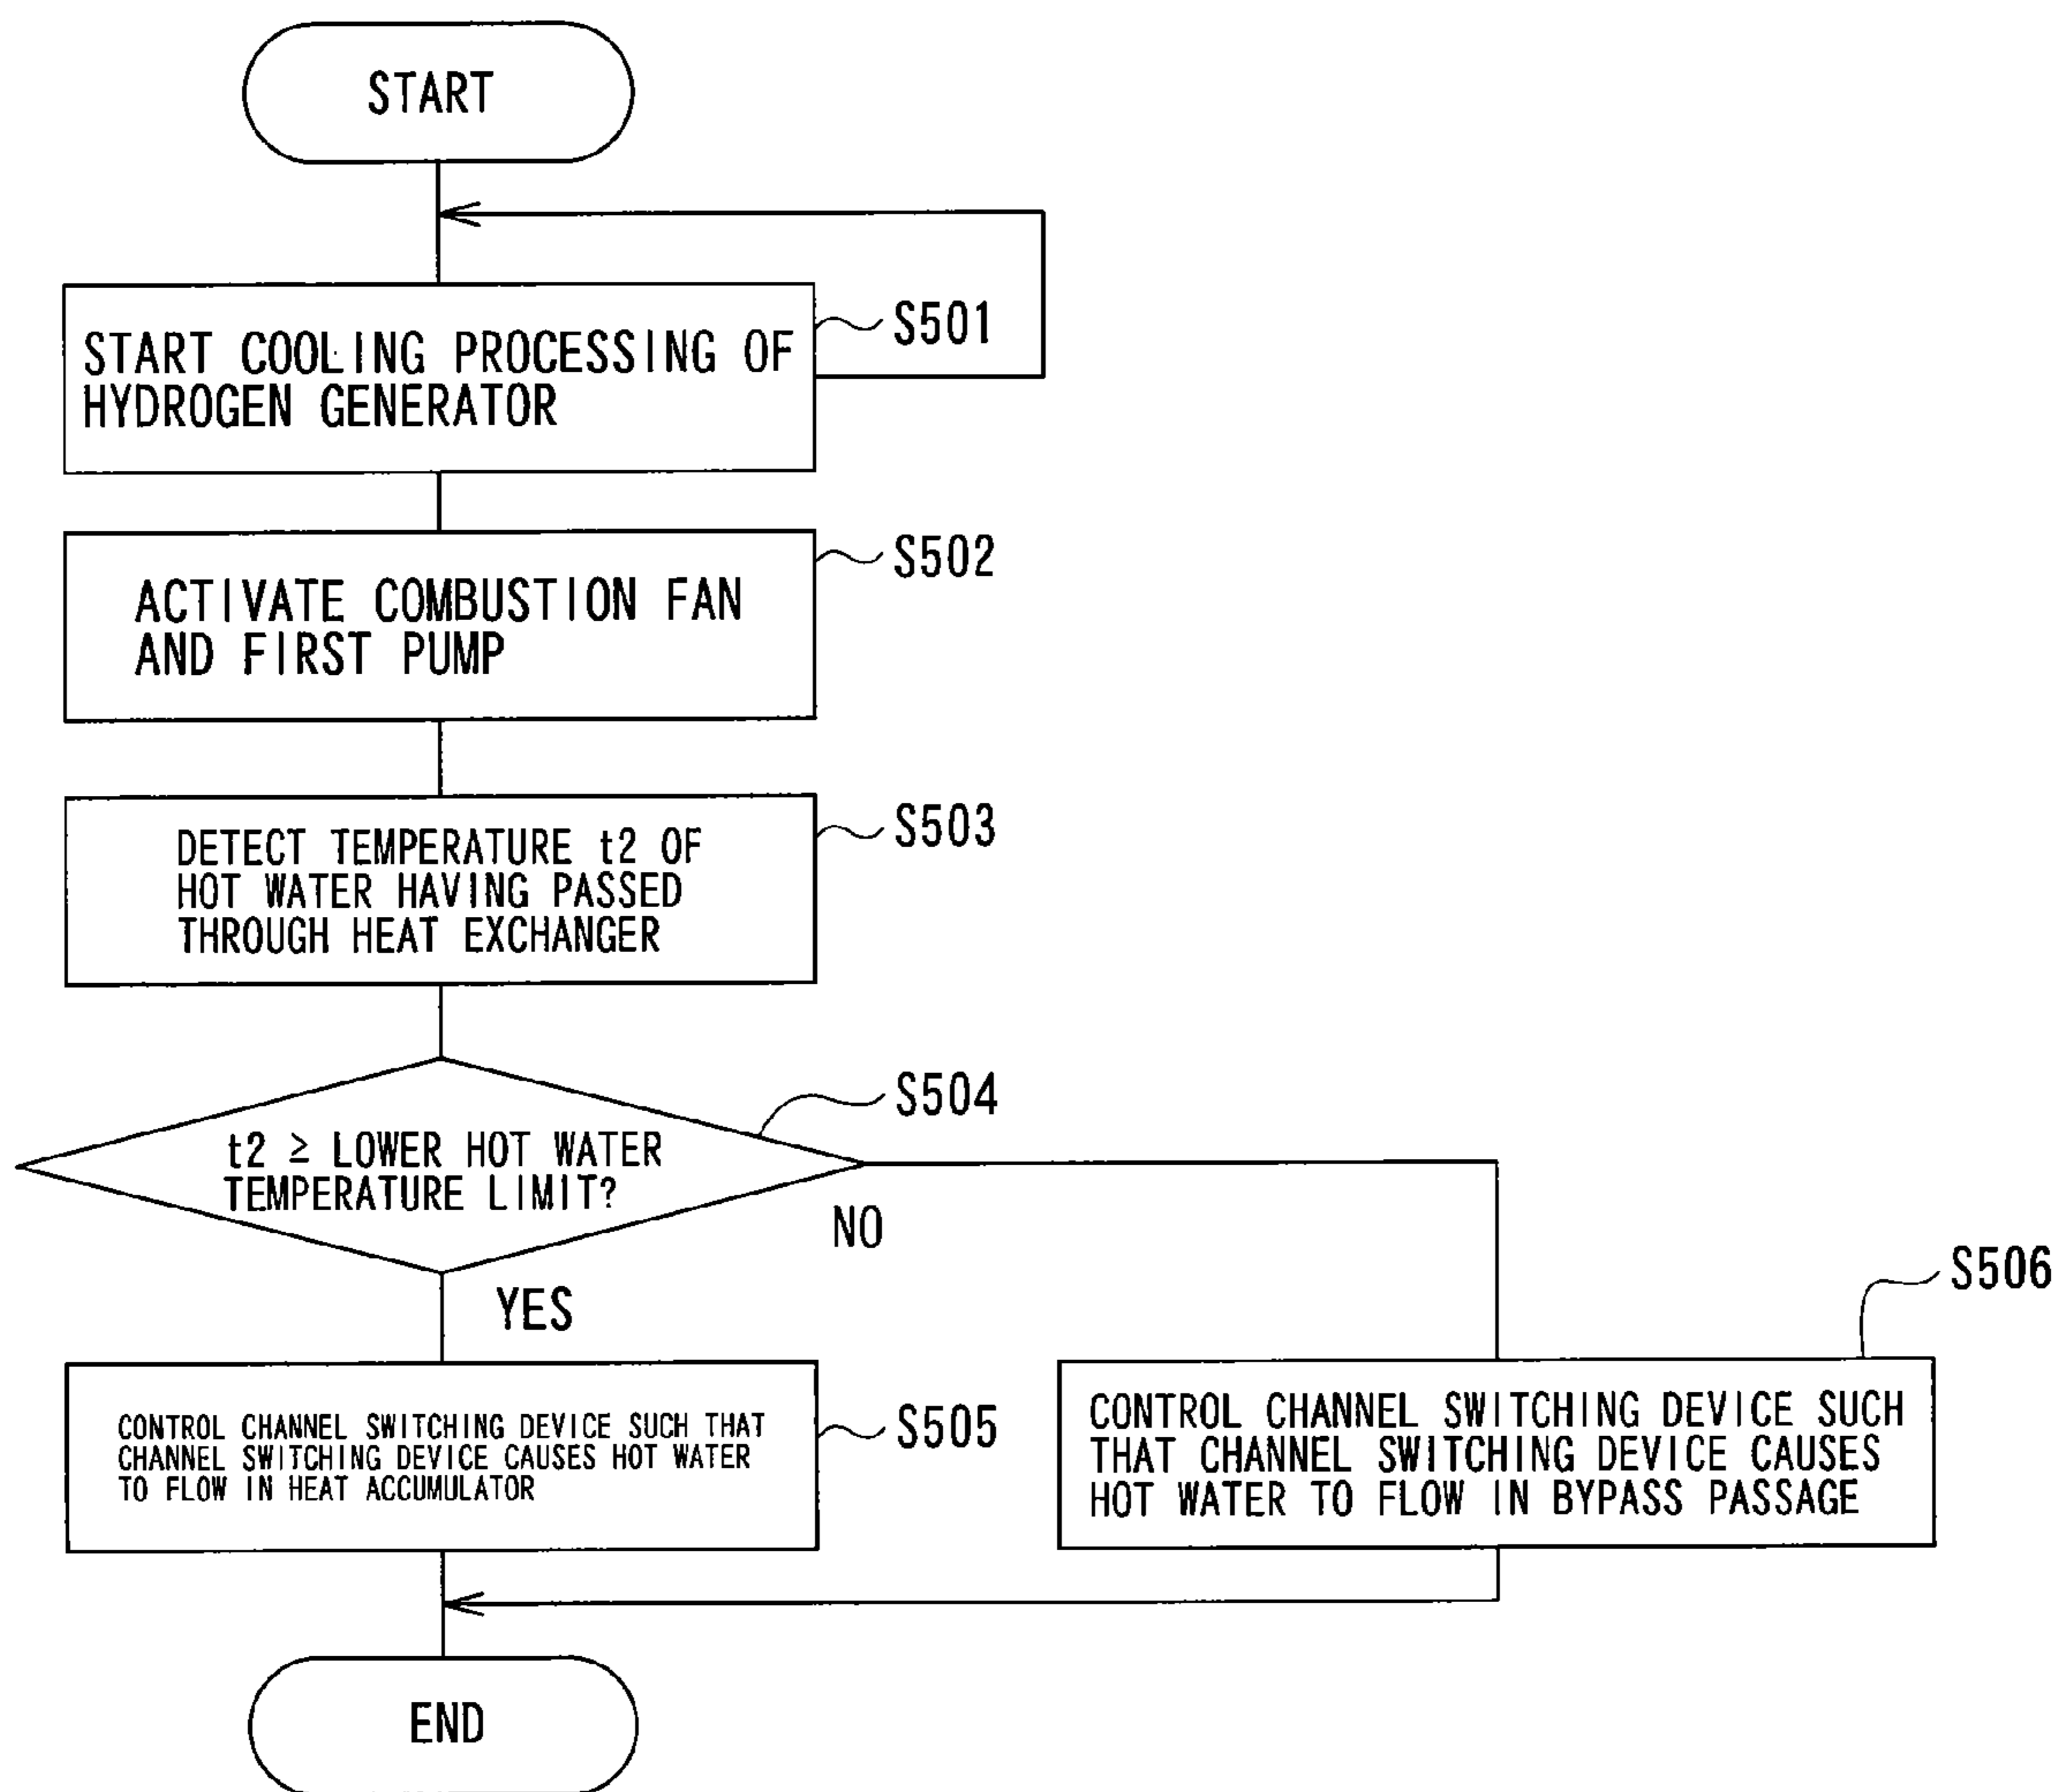 START
START COOLING PROCESSING OF
HYDROGEN GENERATOR
S501
ACTIVATE COMBUSTION FAN
AND FIRST PUMP
S502
DETECT TEMPERATURE t2 OF
HOT WATER HAVING PASSED
THROUGH HEAT EXCHANGER
S503
t2 ≥ LOWER HOT WATER
TEMPERATURE LIMIT?
S504
NO
YES
CONTROL CHANNEL SWITCHING DEVICE SUCH THAT
CHANNEL SWITCHING DEVICE CAUSES HOT WATER
TO FLOW IN HEAT ACCUMULATOR
S505
CONTROL CHANNEL SWITCHING DEVICE SUCH
THAT CHANNEL SWITCHING DEVICE CAUSES
HOT WATER TO FLOW IN BYPASS PASSAGE
S506
END